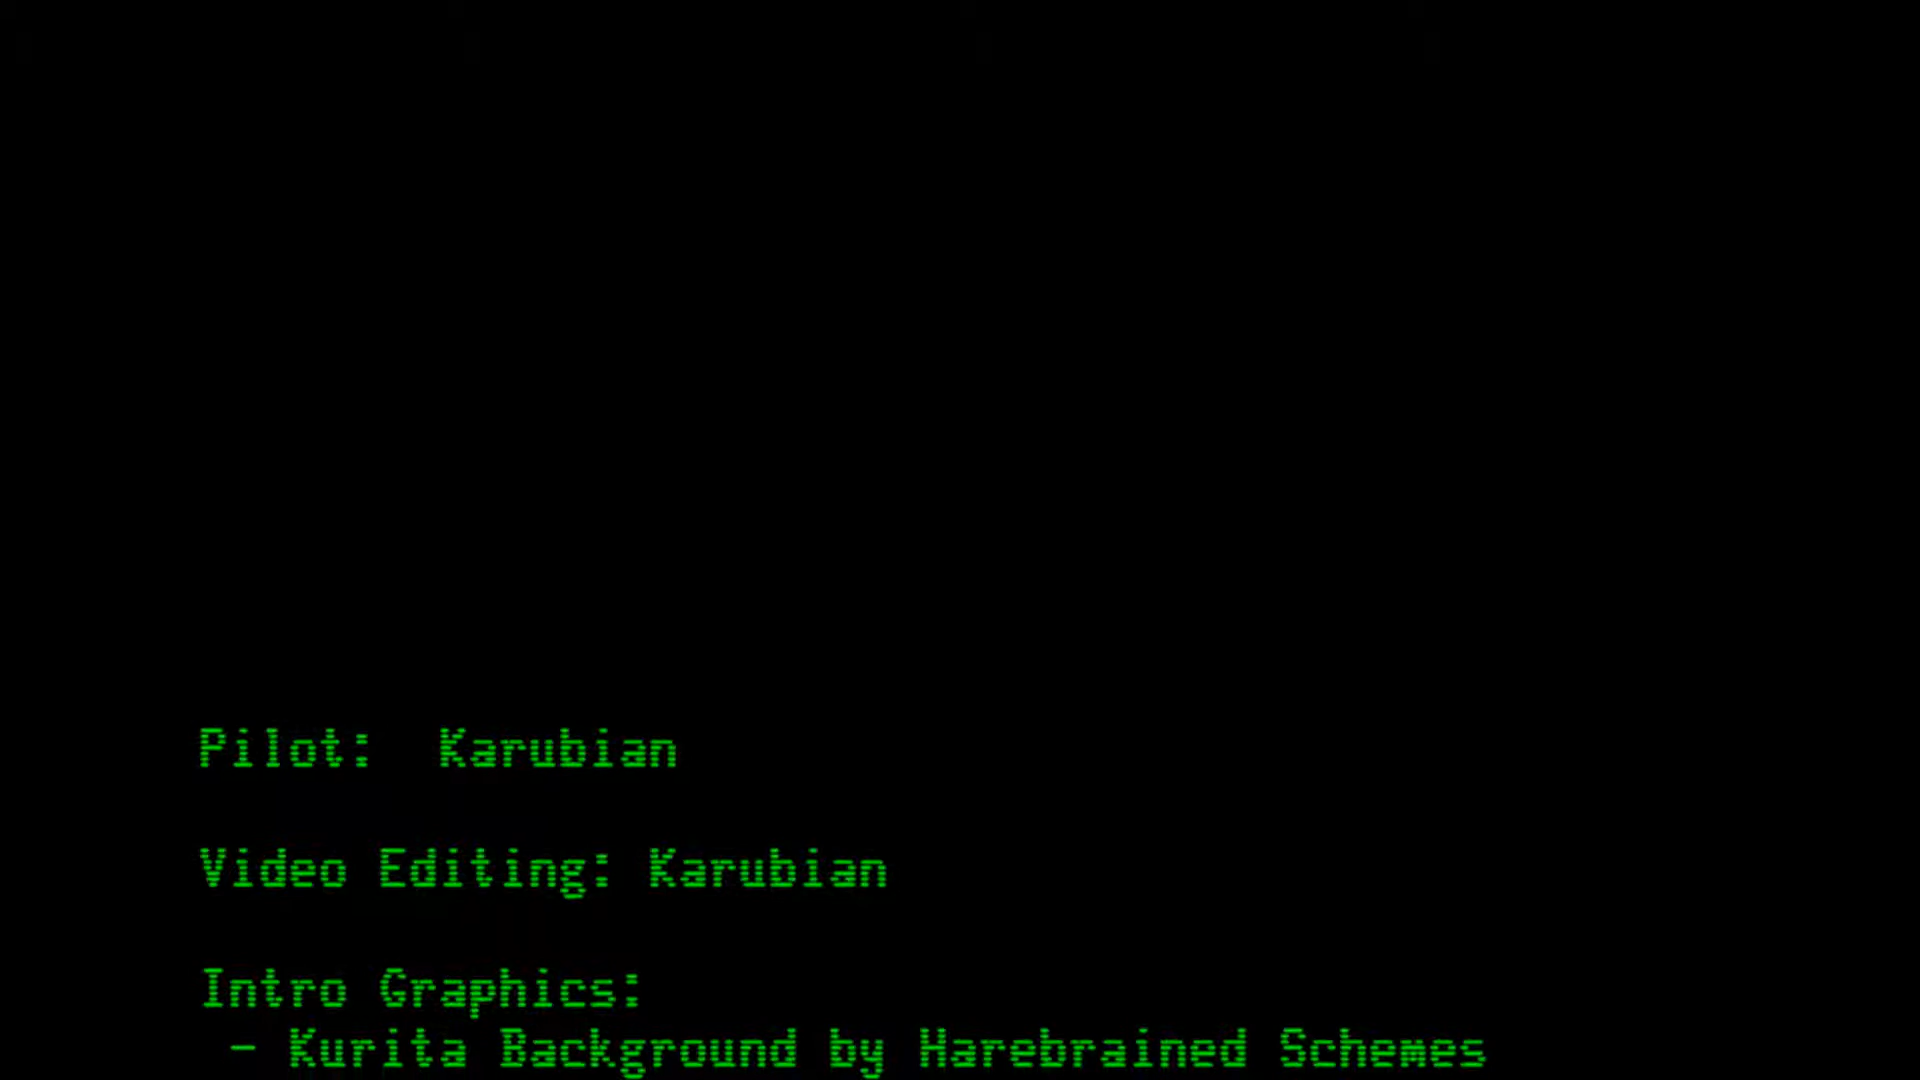 Pilot:  Karubian
Video Editing: Karubian
Intro Graphics:
- Kurita Background by Harebrained Schemes